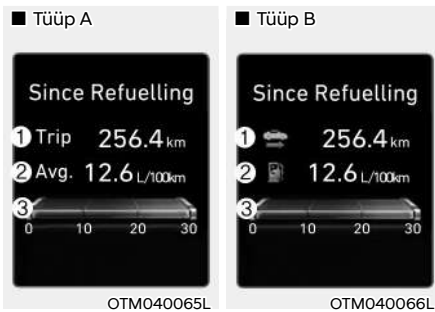 ■ Tüüp A
Since Refuelling
① Trip 256.4 km
② Avg. 12.6 L/100km
③
0 10 20 30
OTM040065L
■ Tüüp B
Since Refuelling
① 256.4 km
② 12.6 L/100km
③
0 10 20 30
OTM040066L